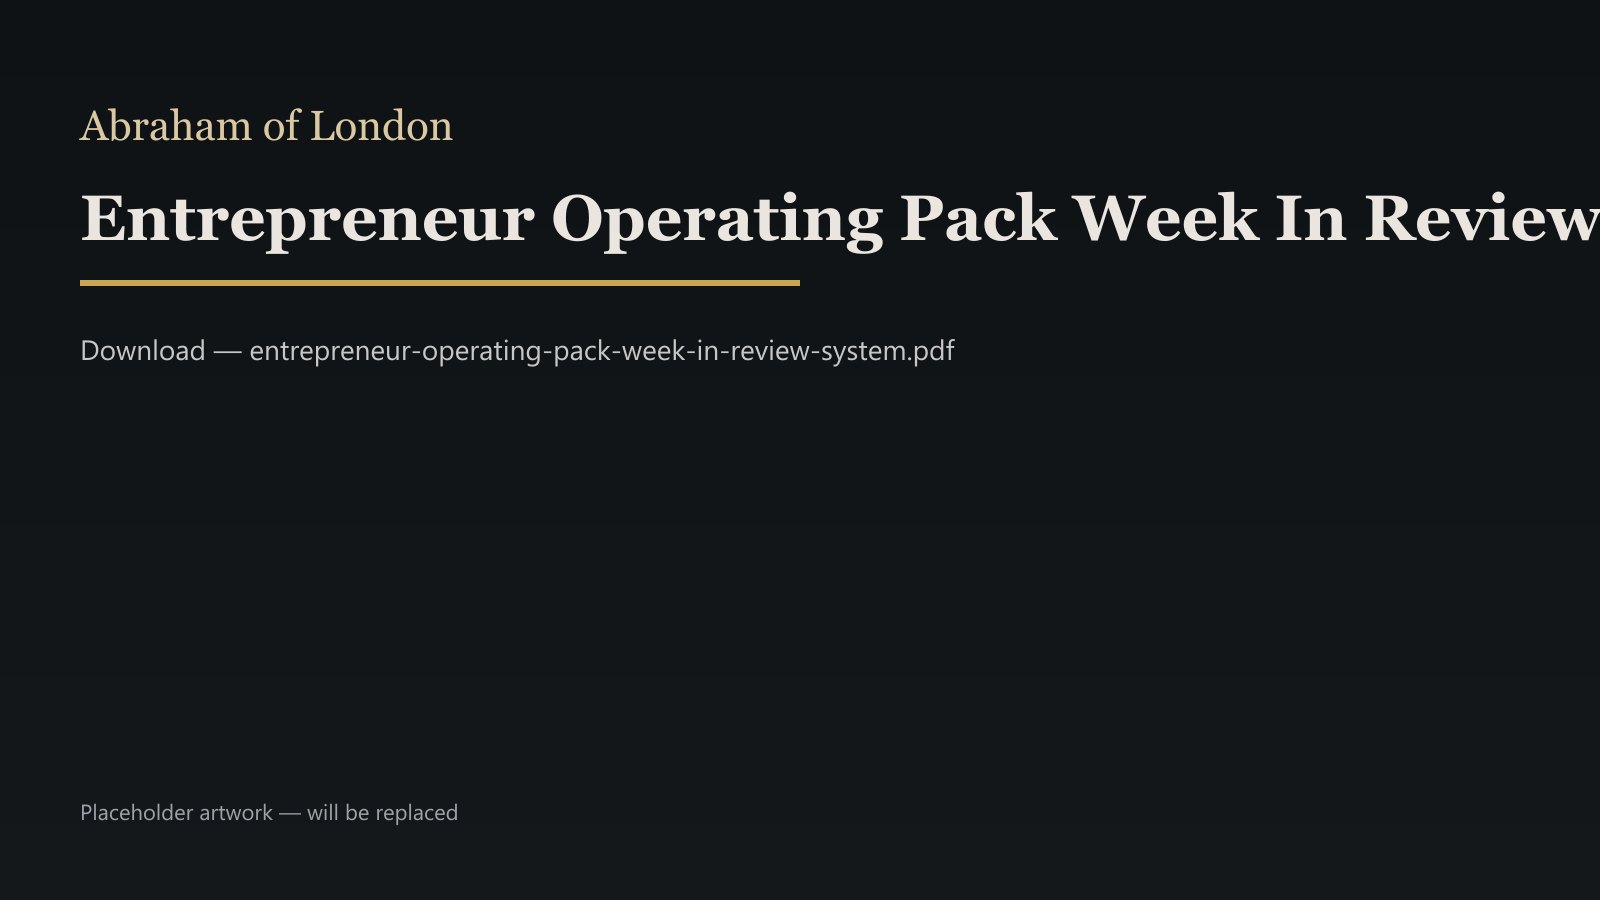 Abraham of London
Entrepreneur Operating Pack Week In Review
Download — entrepreneur-operating-pack-week-in-review-system.pdf
Placeholder artwork — will be replaced